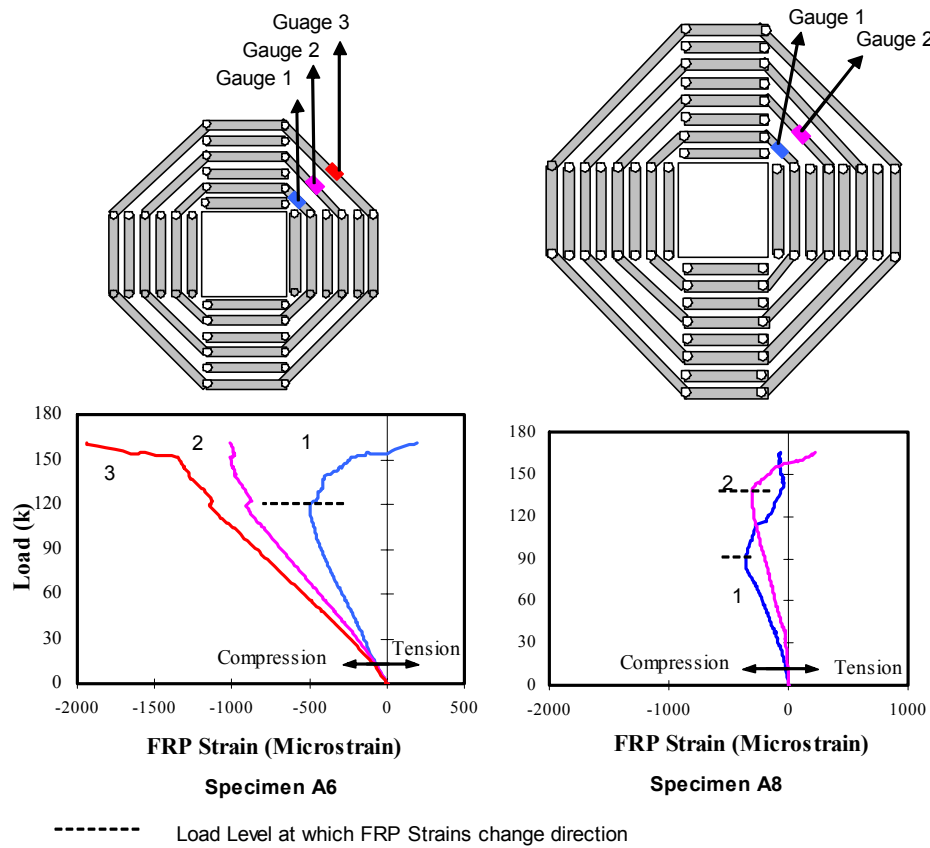 Guage 3
Gauge 2
Gauge 1
Gauge 1
Gauge 2
180
150
120
90
60
30
0
Load (k)
3
2
1
Compression
Tension
-2000
-1500
-1000
-500
0
500
FRP Strain (Microstrain)
Specimen A6
180
150
120
90
60
30
0
2
1
Compression
Tension
-2000
-1000
0
1000
FRP Strain (Microstrain)
Specimen A8
Load Level at which FRP Strains change direction